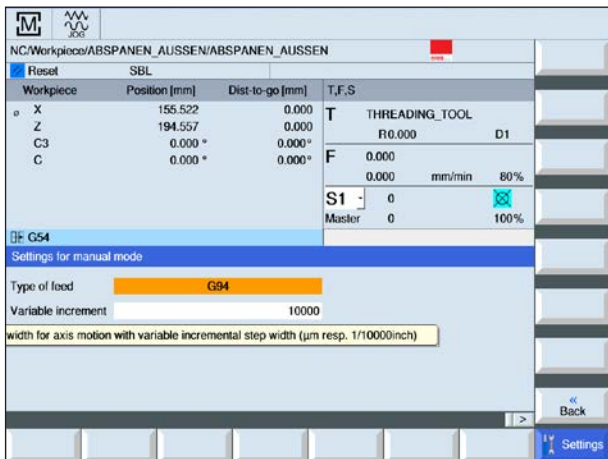 M
JOG
NC/Workpiece/ABSPANEN_AUSSEN/ABSPANEN_AUSSEN
Reset SBL
Workpiece Position [mm] Dist-to-go [mm] T,F,S
ø X 155.522 0.000 T THREADING_TOOL
Z 194.557 0.000 R0.000 D1
C3 0.000 ° 0.000° F 0.000
C 0.000 ° 0.000° 0.000 mm/min 80%
S1 0
Master 0 100%
G54
Settings for manual mode
Type of feed G94
Variable increment 10000
width for axis motion with variable incremental step width (µm resp. 1/10000inch)
«
Back
>
Settings